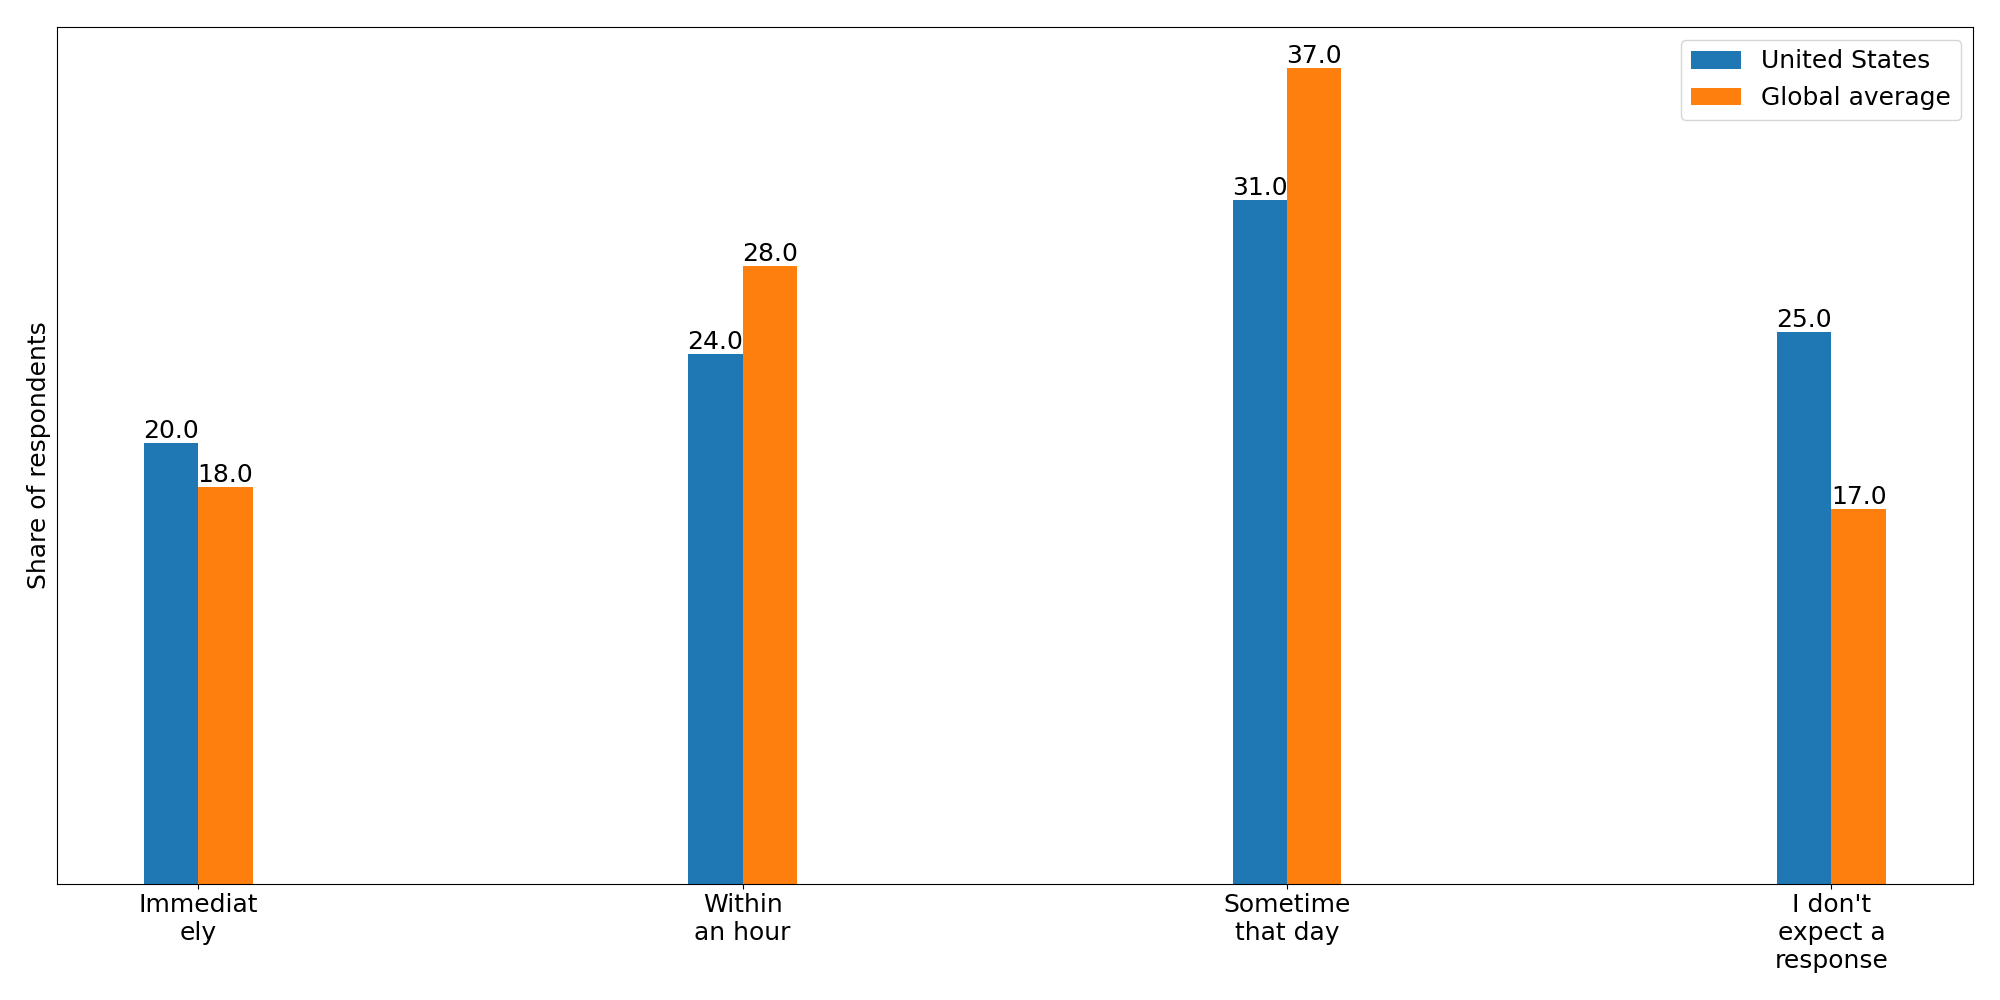 United States
Global average
37.0
31.0
28.0
25.0
24.0
20.0
18.0
17.0
Share of respondents
Immediat
ely
Within
an hour
Sometime
that day
I don't
expect a
response